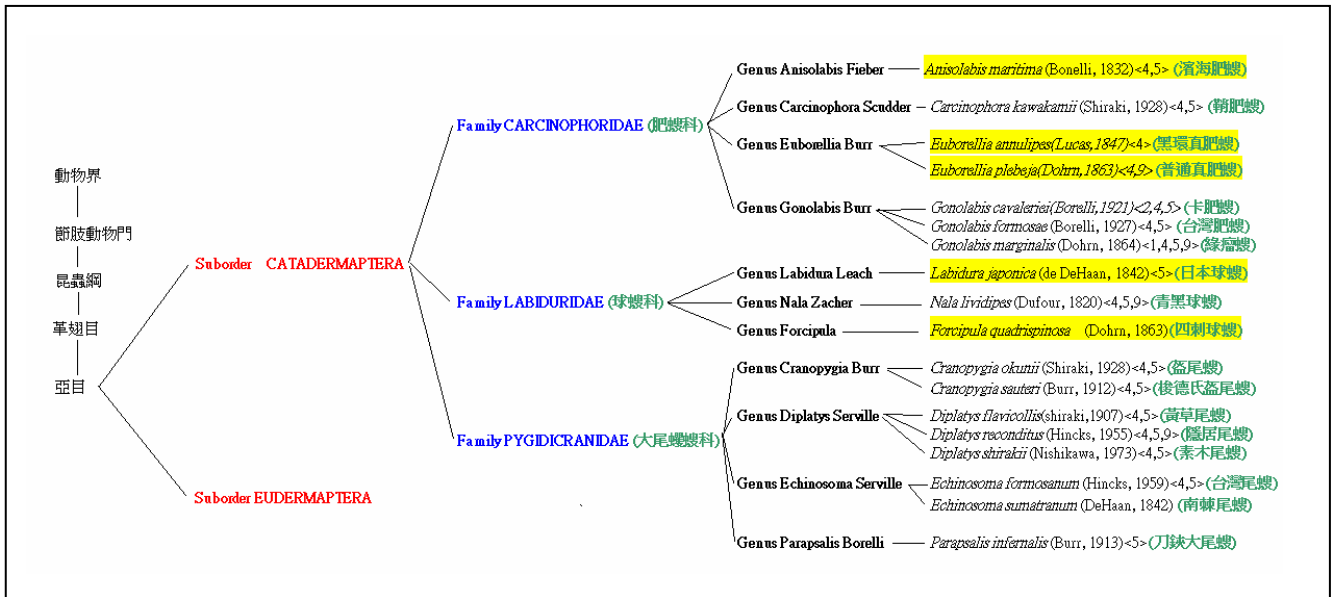 動物界
節肢動物門
昆蟲綱
革翅目
亞目
Suborder CATADERMAPTERA
Suborder EUDERMAPTERA
Family CARCINOPHORIDAE (肥螋科)
Family LABIDURIDAE (球螋科)
Family PYGIDICRANIDAE (大尾蠼螋科)
Genus Anisolabis Fieber
Genus Carcinophora Scudder
Genus Euborellia Burr
Genus Gonolabis Burr
Genus Labidura Leach
Genus Nala Zacher
Genus Forcipula
Genus Cranopygia Burr
Genus Diplatys Serville
Genus Echinosoma Serville
Genus Parapsalis Borelli
Anisolabis maritima (Bonelli, 1832)<4,5> (濱海肥螋)
Carcinophora kawakamii (Shiraki, 1928)<4,5> (鞘肥螋)
Euborellia annulipes(Lucas,1847)<4> (黑環真肥螋)
Euborellia plebeja(Dohrn,1863)<4,9> (普通真肥螋)
Gonolabis cavaleriei(Borelli,1921)<2,4,5> (卡肥螋)
Gonolabis formosae (Borelli, 1927)<4,5> (台灣肥螋)
Gonolabis marginalis (Dohrn, 1864)<1,4,5,9> (緣瘤螋)
Labidura japonica (de DeHaan, 1842)<5> (日本球螋)
Nala lividipes (Dufour, 1820)<4,5,9> (青黑球螋)
Forcipula quadrispinosa (Dohrn, 1863) (四刺球螋)
Cranopygia okunii (Shiraki, 1928)<4,5> (盔尾螋)
Cranopygia sauteri (Burr, 1912)<4,5> (梭德氏盔尾螋)
Diplatys flavicollis(shiraki,1907)<4,5> (黃草尾螋)
Diplatys reconditus (Hincks, 1955)<4,5,9> (隱居尾螋)
Diplatys shirakii (Nishikawa, 1973)<4,5> (素木尾螋)
Echinosoma formosanum (Hincks, 1959)<4,5> (台灣尾螋)
Echinosoma sumatranum (DeHaan, 1842) (南棘尾螋)
Parapsalis infernalis (Burr, 1913)<5> (刀鋏大尾螋)